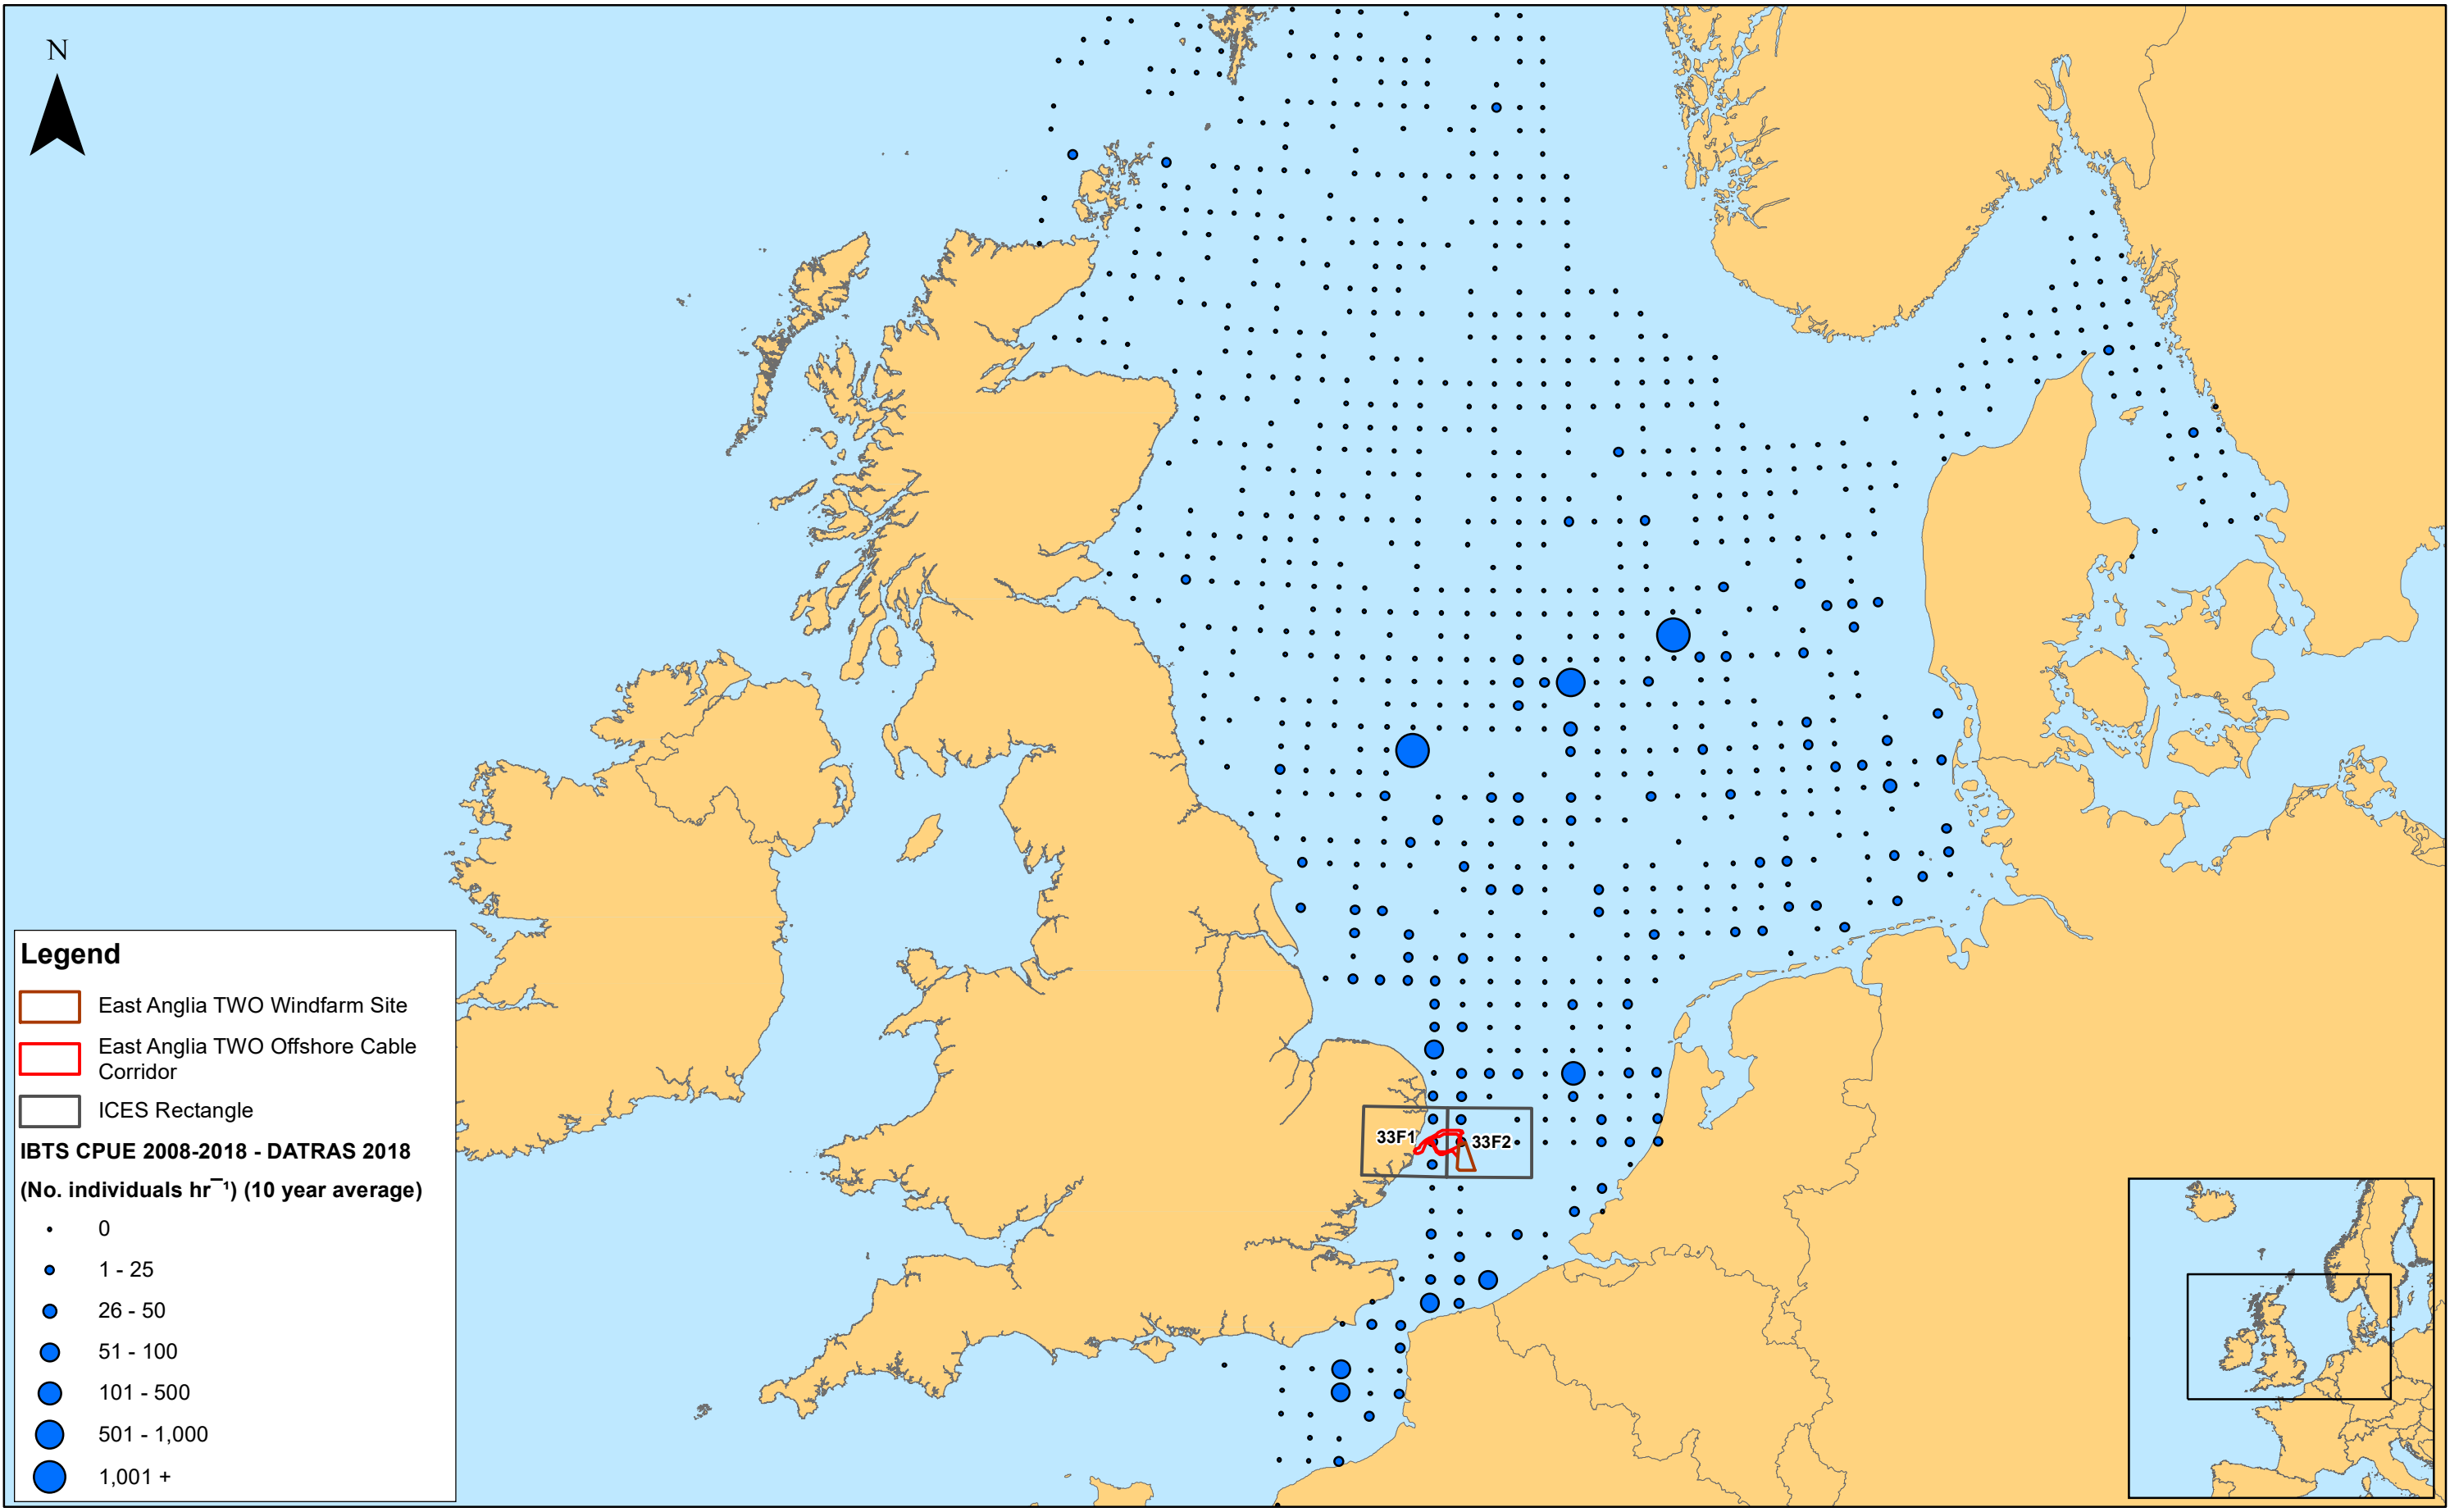 N
33F1
33F2
Legend
East Anglia TWO Windfarm Site
East Anglia TWO Offshore Cable
Corridor
ICES Rectangle
IBTS CPUE 2008-2018 - DATRAS 2018
(No. individuals hr¯¹) (10 year average)
0
1 - 25
26 - 50
51 - 100
101 - 500
501 - 1,000
1,001 +